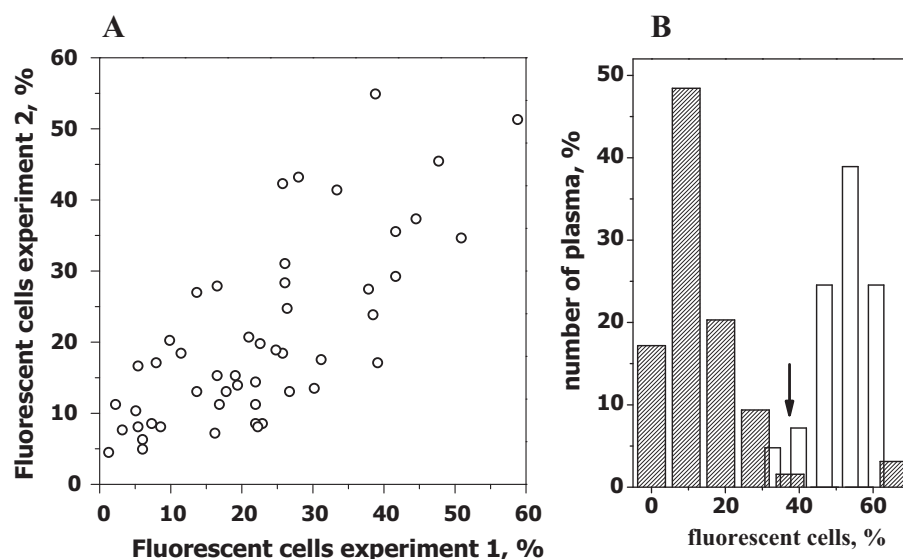 A
60
50
40
30
20
10
0
0 10 20 30 40 50 60
Fluorescent cells experiment 2, %
Fluorescent cells experiment 1, %
B
50
40
30
20
10
0
0 20 40 60
number of plasma, %
fluorescent cells, %